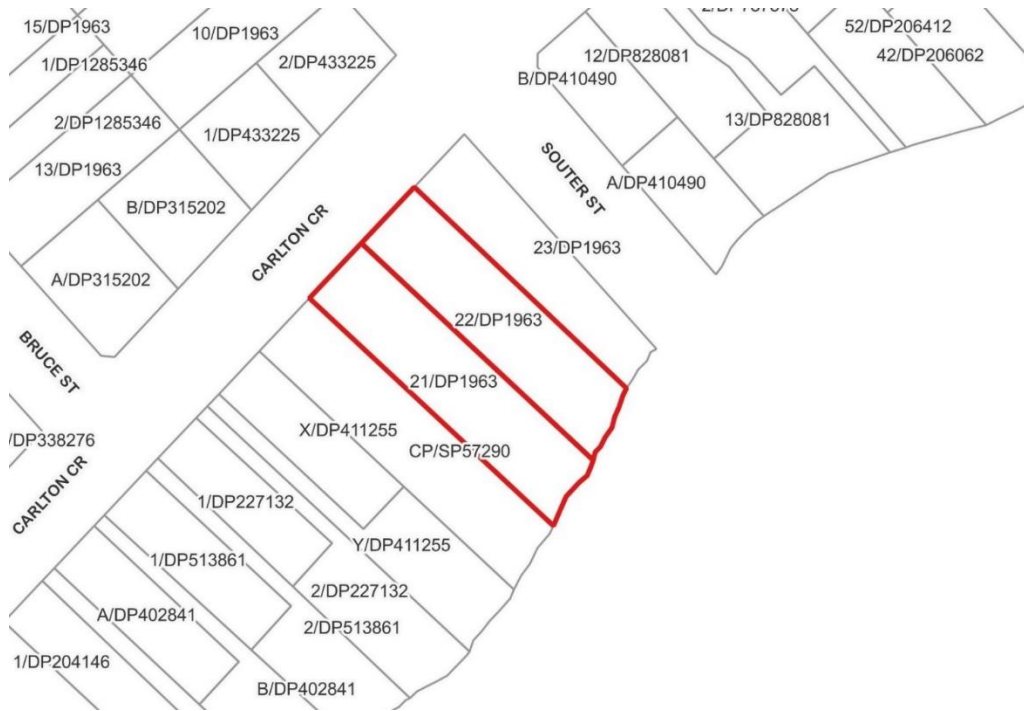 15/DP1963
10/DP1963
52/DP206412
1/DP1285346
2/DP433225
12/DP828081
42/DP206062
B/DP410490
2/DP1285346
1/DP433225
13/DP828081
13/DP1963
SOUTER ST
A/DP410490
B/DP315202
CARLTON CR
23/DP1963
A/DP315202
22/DP1963
BRUCE ST
21/DP1963
X/DP411255
/DP338276
CP/SP57290
CARLTON CR
1/DP227132
Y/DP411255
1/DP513861
2/DP227132
A/DP402841
2/DP513861
1/DP204146
B/DP402841